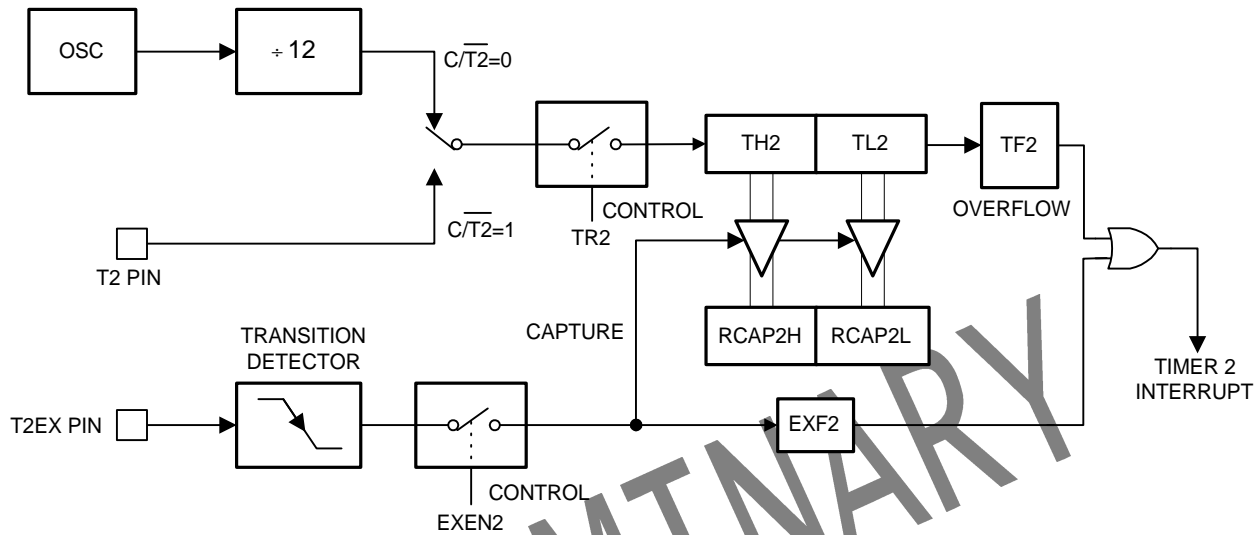 OSC
÷ 12
C/T2=0
TH2
TL2
TF2
OVERFLOW
CONTROL
TR2
C/T2=1
T2 PIN
CAPTURE
RCAP2H
RCAP2L
TIMER 2
INTERRUPT
TRANSITION
DETECTOR
T2EX PIN
EXF2
CONTROL
EXEN2